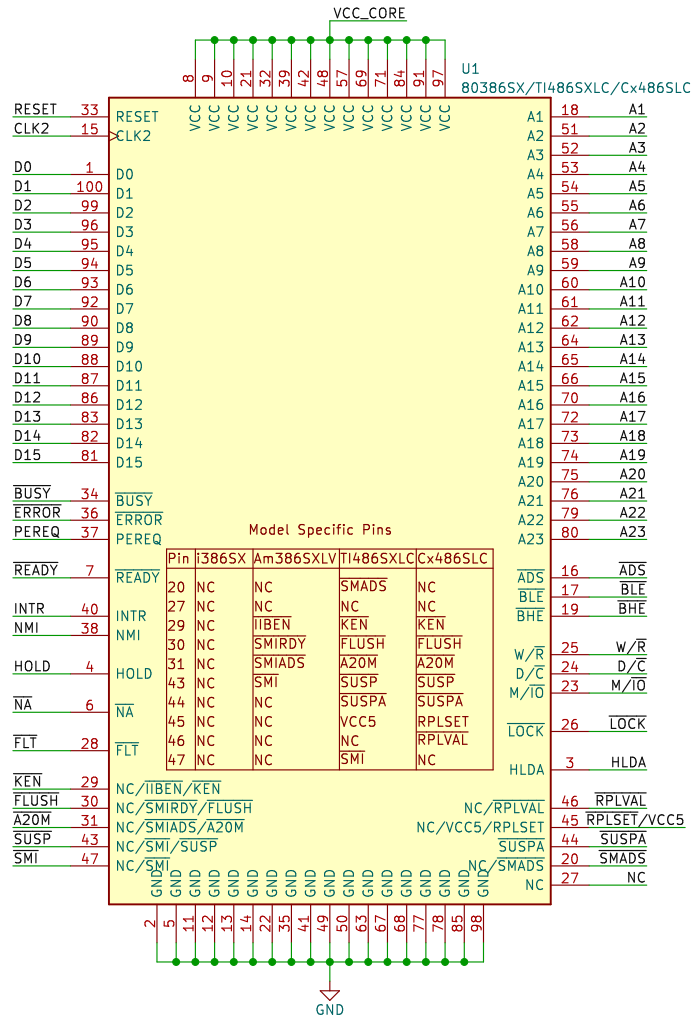 VCC_CORE
8 9 10 21 32 39 42 48 57 69 71 84 91 97
VCC VCC VCC VCC VCC VCC VCC VCC VCC VCC VCC VCC VCC VCC
U1
80386SX/TI486SXLC/Cx486SLC
RESET 33 RESET
CLK2 15 CLK2
D0 1 D0
D1 100 D1
D2 99 D2
D3 96 D3
D4 95 D4
D5 94 D5
D6 93 D6
D7 92 D7
D8 90 D8
D9 89 D9
D10 88 D10
D11 87 D11
D12 86 D12
D13 83 D13
D14 82 D14
D15 81 D15
BUSY 34 BUSY
ERROR 36 ERROR
PEREQ 37 PEREQ
READY 7 READY
INTR 40 INTR
NMI 38 NMI
HOLD 4 HOLD
NA 6 NA
FLT 28 FLT
KEN 29 NC/IIBEN/KEN
FLUSH 30 NC/SMIRDY/FLUSH
A20M 31 NC/SMIADS/A20M
SUSP 43 NC/SMI/SUSP
SMI 47 NC/SMI
Model Specific Pins
Pin i386SX Am386SXLV TI486SXLC Cx486SLC
20 NC NC SMADS NC
27 NC NC NC NC
29 NC IIBEN KEN KEN
30 NC SMIRDY FLUSH FLUSH
31 NC SMIADS A20M A20M
43 NC SMI SUSP SUSP
44 NC NC SUSPA SUSPA
45 NC NC VCC5 RPLSET
46 NC NC NC RPLVAL
47 NC NC SMI NC
A1 18 A1
A2 51 A2
A3 52 A3
A4 53 A4
A5 54 A5
A6 55 A6
A7 56 A7
A8 58 A8
A9 59 A9
A10 60 A10
A11 61 A11
A12 62 A12
A13 64 A13
A14 65 A14
A15 66 A15
A16 70 A16
A17 72 A17
A18 73 A18
A19 74 A19
A20 75 A20
A21 76 A21
A22 79 A22
A23 80 A23
ADS 16 ADS
BLE 17 BLE
BHE 19 BHE
W/R 25 W/R
D/C 24 D/C
M/IO 23 M/IO
LOCK 26 LOCK
HLDA 3 HLDA
NC/RPLVAL 46 RPLVAL
NC/VCC5/RPLSET 45 RPLSET/VCC5
SUSPA 44 SUSPA
NC/SMADS 20 SMADS
NC 27 NC
GND GND GND GND GND GND GND GND GND GND GND GND GND GND GND GND GND GND
2 5 11 12 13 14 22 35 41 49 50 63 67 68 77 78 85 98
GND